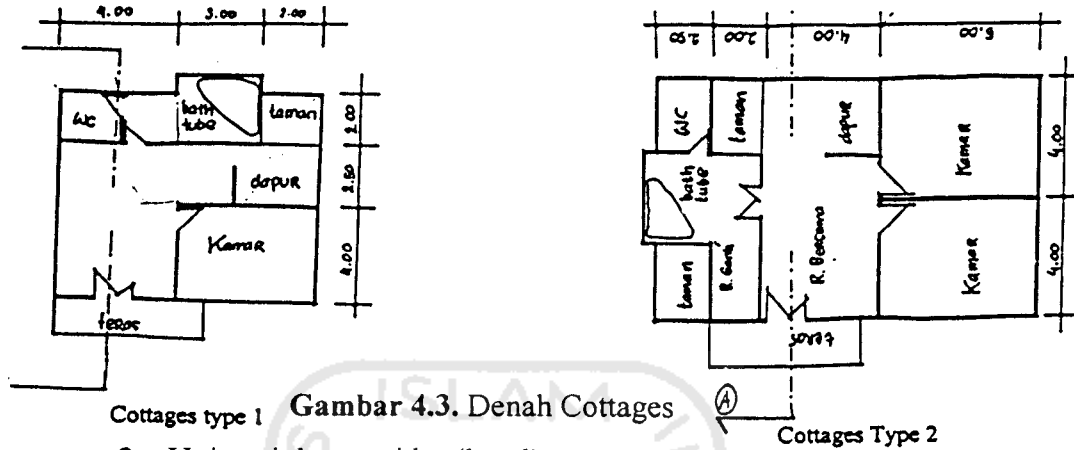 4.00 3.00 2.00
WC
bath
tube
taman
dapur
Kamar
teras
2.00
2.50
4.00
Cottages type 1
2.50 2.00 4.00 6.00
WC
taman
dapur
Kamar
bath
tube
taman
R. Ganti
R. Bersama
Kamar
teras
4.00
4.00
A
Cottages Type 2
Gambar 4.3. Denah Cottages
ISLAM